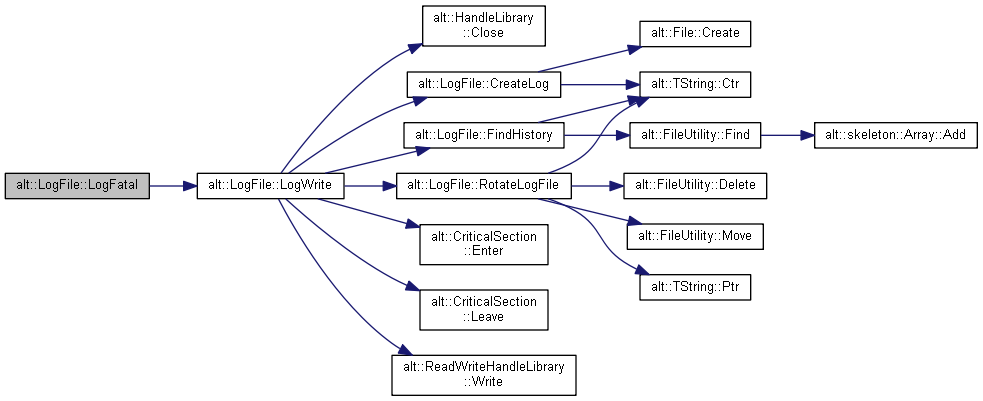 alt::LogFile::LogFatal
alt::LogFile::LogWrite
alt::HandleLibrary
::Close
alt::LogFile::CreateLog
alt::LogFile::FindHistory
alt::LogFile::RotateLogFile
alt::CriticalSection
::Enter
alt::CriticalSection
::Leave
alt::ReadWriteHandleLibrary
::Write
alt::File::Create
alt::TString::Ctr
alt::FileUtility::Find
alt::FileUtility::Delete
alt::FileUtility::Move
alt::TString::Ptr
alt::skeleton::Array::Add